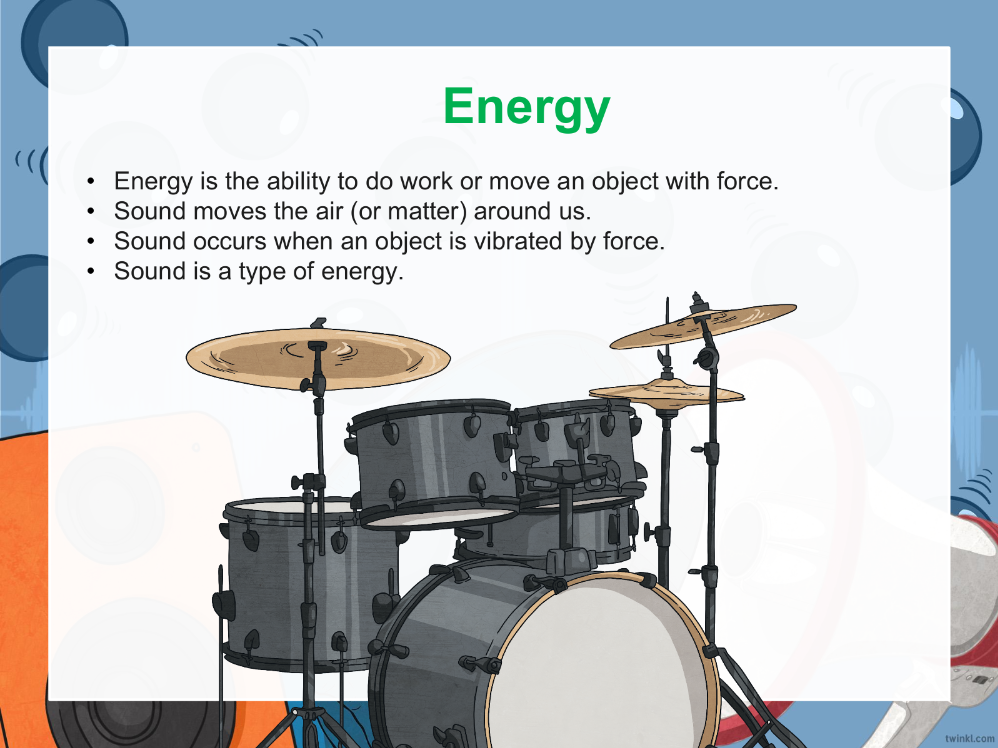 Energy
• Energy is the ability to do work or move an object with force.
• Sound moves the air (or matter) around us.
• Sound occurs when an object is vibrated by force.
• Sound is a type of energy.
twinkl.com